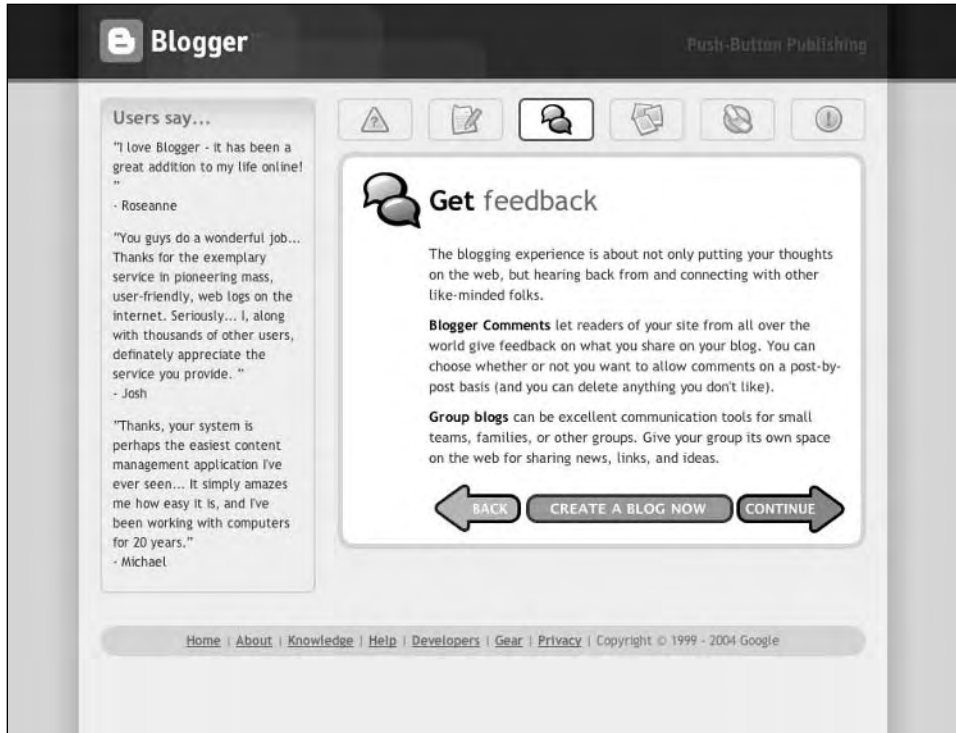 Blogger™
Push-Button Publishing
Users say...
"I love Blogger - it has been a
great addition to my life online!
"
- Roseanne
"You guys do a wonderful job...
Thanks for the exemplary
service in pioneering mass,
user-friendly, web logs on the
internet. Seriously... I, along
with thousands of other users,
definately appreciate the
service you provide. "
- Josh
"Thanks, your system is
perhaps the easiest content
management application I've
ever seen... It simply amazes
me how easy it is, and I've
been working with computers
for 20 years."
- Michael
Get feedback
The blogging experience is about not only putting your thoughts
on the web, but hearing back from and connecting with other
like-minded folks.
Blogger Comments let readers of your site from all over the
world give feedback on what you share on your blog. You can
choose whether or not you want to allow comments on a post-by-
post basis (and you can delete anything you don't like).
Group blogs can be excellent communication tools for small
teams, families, or other groups. Give your group its own space
on the web for sharing news, links, and ideas.
BACK CREATE A BLOG NOW CONTINUE
Home | About | Knowledge | Help | Developers | Gear | Privacy | Copyright © 1999 - 2004 Google